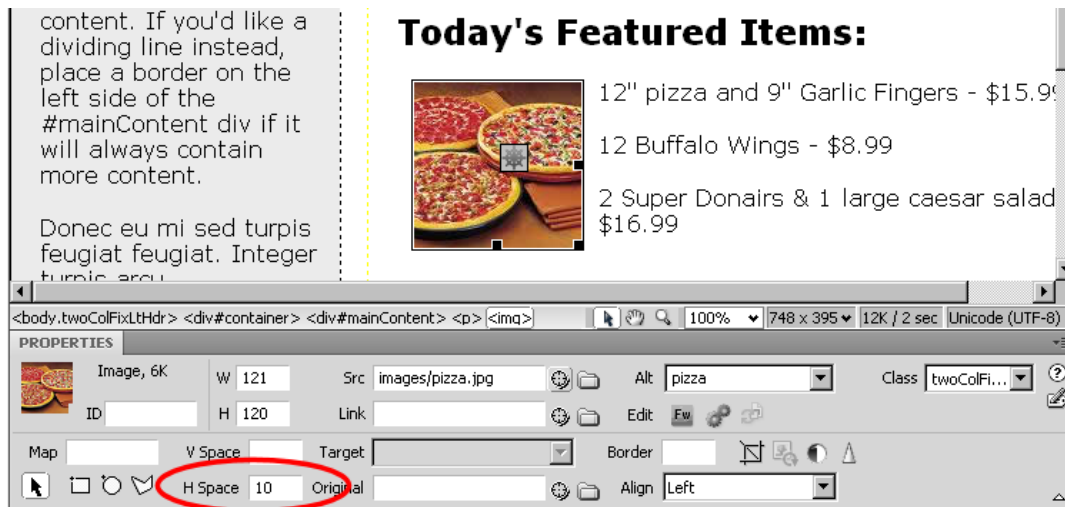 content. If you'd like a
dividing line instead,
place a border on the
left side of the
#mainContent div if it
will always contain
more content.
Donec eu mi sed turpis
feugiat feugiat. Integer
turpis arcu
Today's Featured Items:
12" pizza and 9" Garlic Fingers - $15.99
12 Buffalo Wings - $8.99
2 Super Donairs & 1 large caesar salad
$16.99
<body.twoColFixLtHdr> <div#container> <div#mainContent> <p> <img> 100% 748 x 395 12K / 2 sec Unicode (UTF-8)
PROPERTIES
Image, 6K W 121 Src images/pizza.jpg Alt pizza Class twoColFi...
ID H 120 Link Edit Fw
Map V Space Target Border
H Space 10 Original Align Left